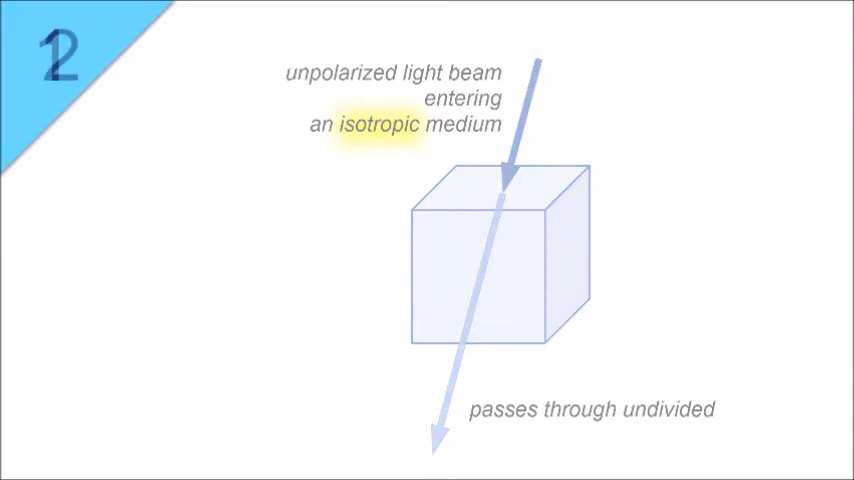 12
unpolarized light beam
entering
an isotropic medium
passes through undivided